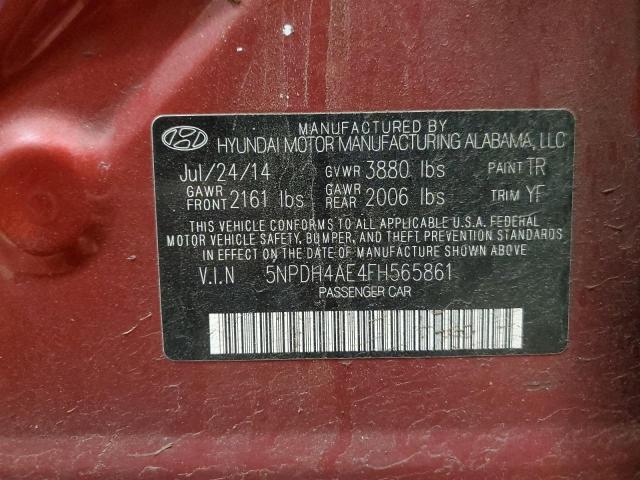 MANUFACTURED BY
HYUNDAI MOTOR MANUFACTURING ALABAMA, LLC
Jul/24/14 GVWR 3880 lbs PAINT TR
GAWR FRONT 2161 lbs GAWR REAR 2006 lbs TRIM YF
THIS VEHICLE CONFORMS TO ALL APPLICABLE U.S.A. FEDERAL
MOTOR VEHICLE SAFETY, BUMPER, AND THEFT PREVENTION STANDARDS
IN EFFECT ON THE DATE OF MANUFACTURE SHOWN ABOVE.
V.I.N 5NPDH4AE4FH565861
PASSENGER CAR